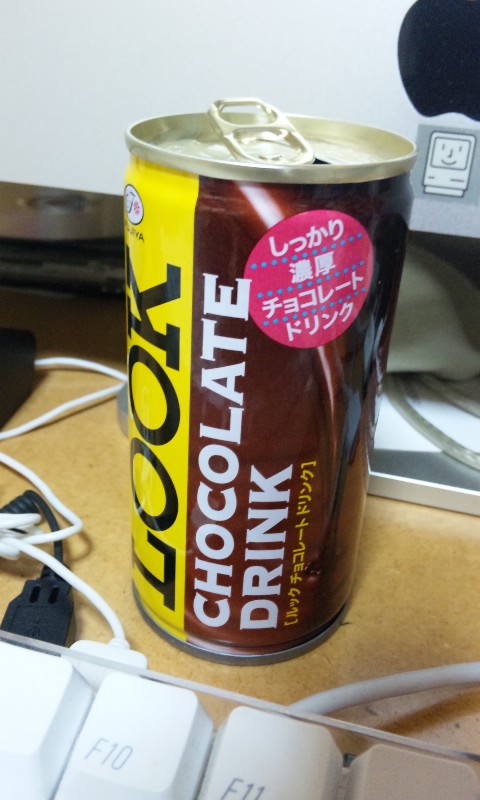 LOOK
CHOCOLATE
DRINK
[ルック チョコレートドリンク]
しっかり
濃厚
チョコレート
ドリンク
F10
F11